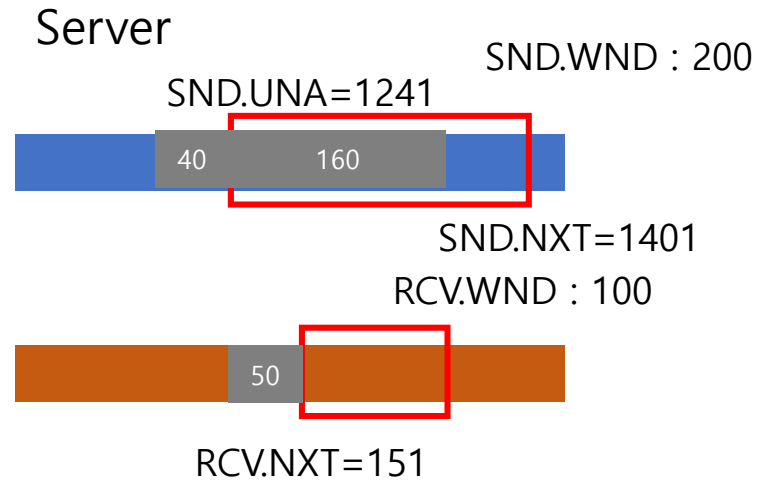 Server
SND.WND : 200
SND.UNA=1241
40
160
SND.NXT=1401
RCV.WND : 100
50
RCV.NXT=151